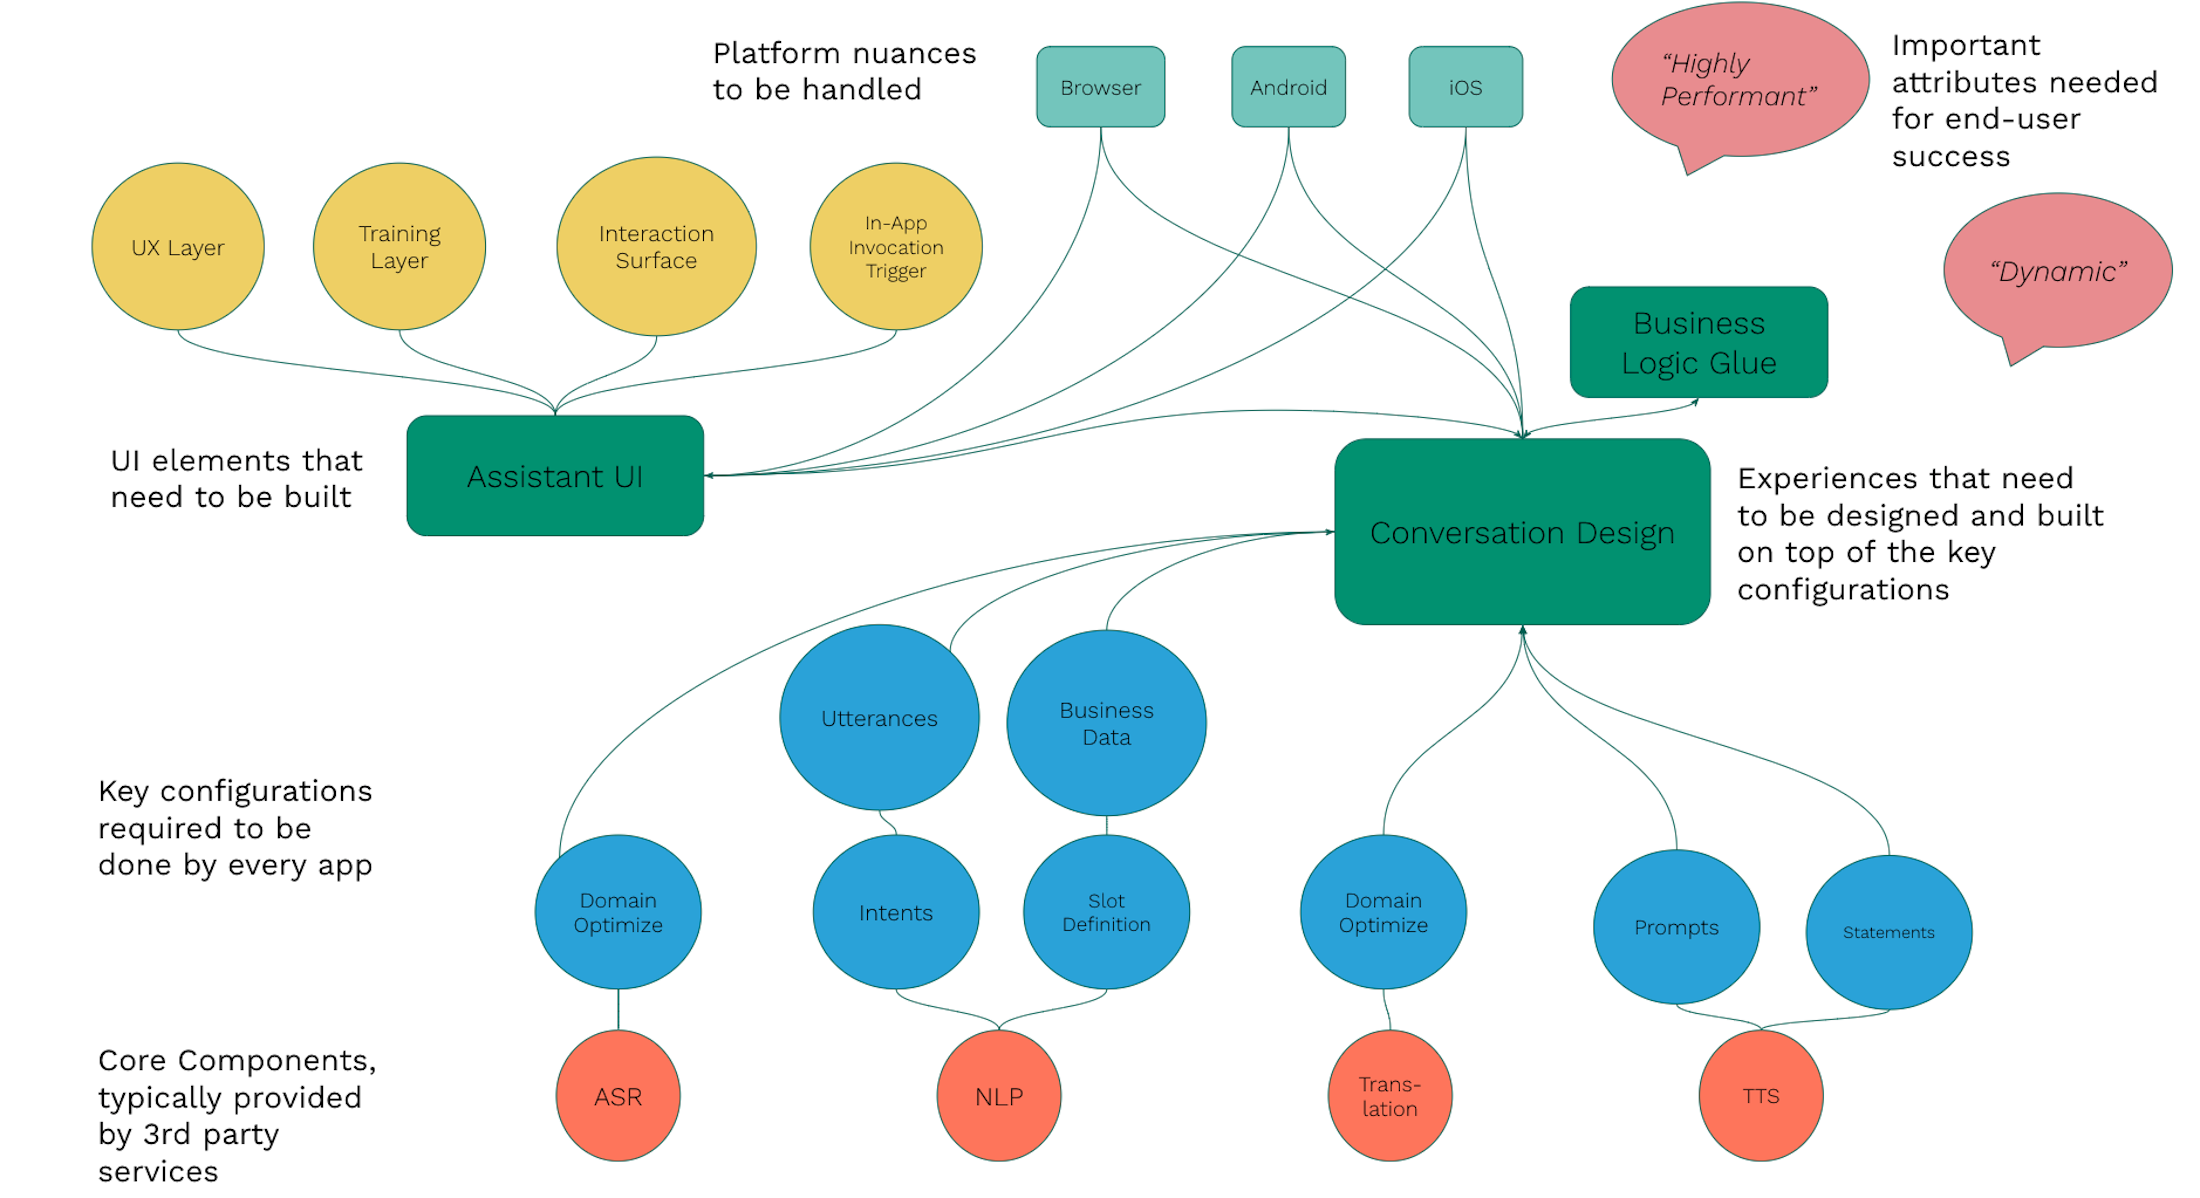 Platform nuances
to be handled
Browser
Android
iOS
“Highly
Performant”
Important
attributes needed
for end-user
success
UX Layer
Training
Layer
Interaction
Surface
In-App
Invocation
Trigger
“Dynamic”
Business
Logic Glue
UI elements that
need to be built
Assistant UI
Conversation Design
Experiences that need
to be designed and built
on top of the key
configurations
Utterances
Business
Data
Key configurations
required to be
done by every app
Domain
Optimize
Intents
Slot
Definition
Domain
Optimize
Prompts
Statements
Core Components,
typically provided
by 3rd party
services
ASR
NLP
Trans-
lation
TTS